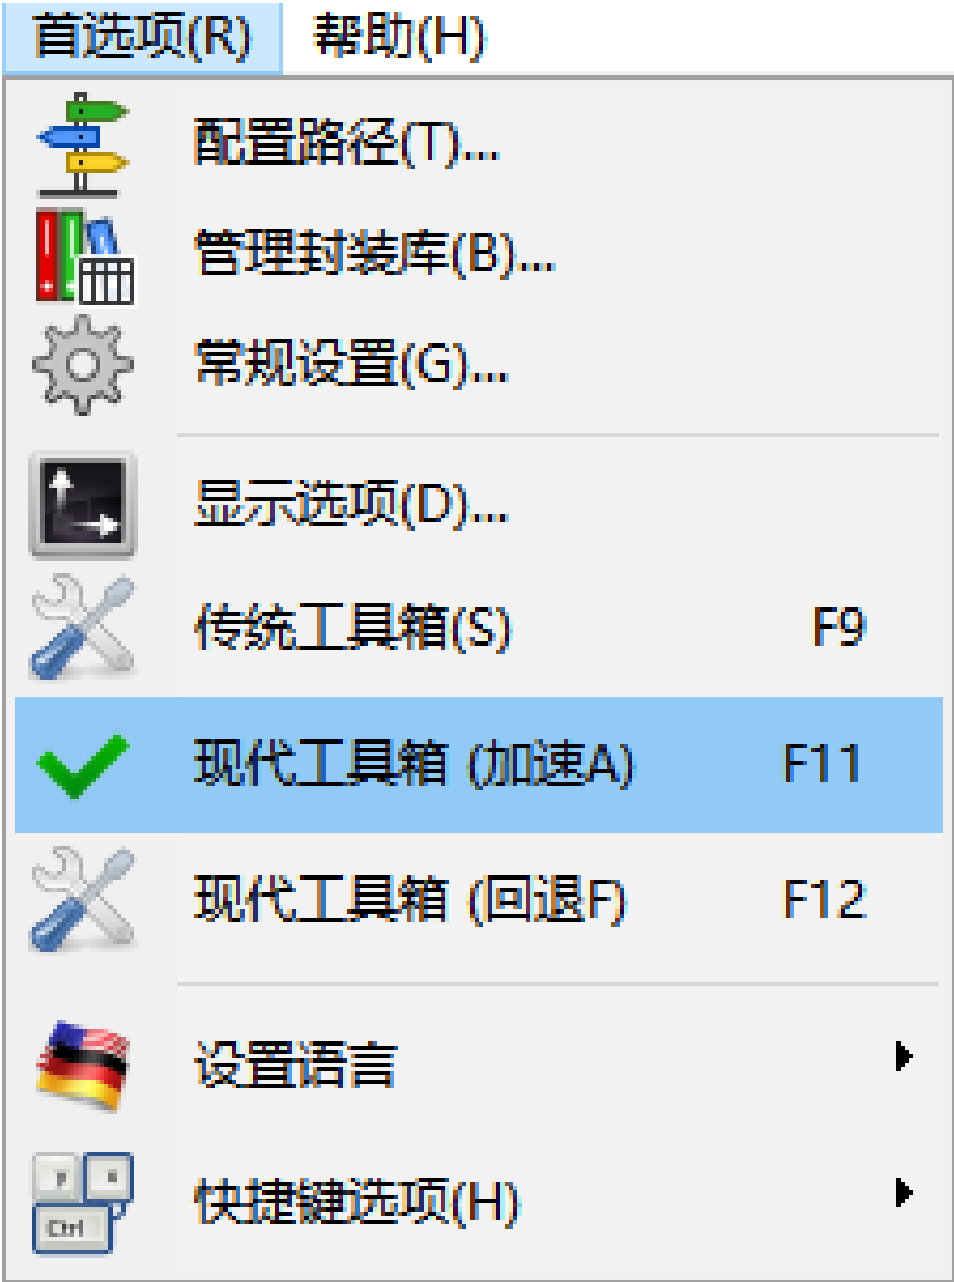 首选项(R) 帮助(H)
配置路径(T)...
管理封装库(B)...
常规设置(G)...
显示选项(D)...
传统工具箱(S) F9
现代工具箱 (加速A) F11
现代工具箱 (回退F) F12
设置语言
快捷键选项(H)
Ctrl